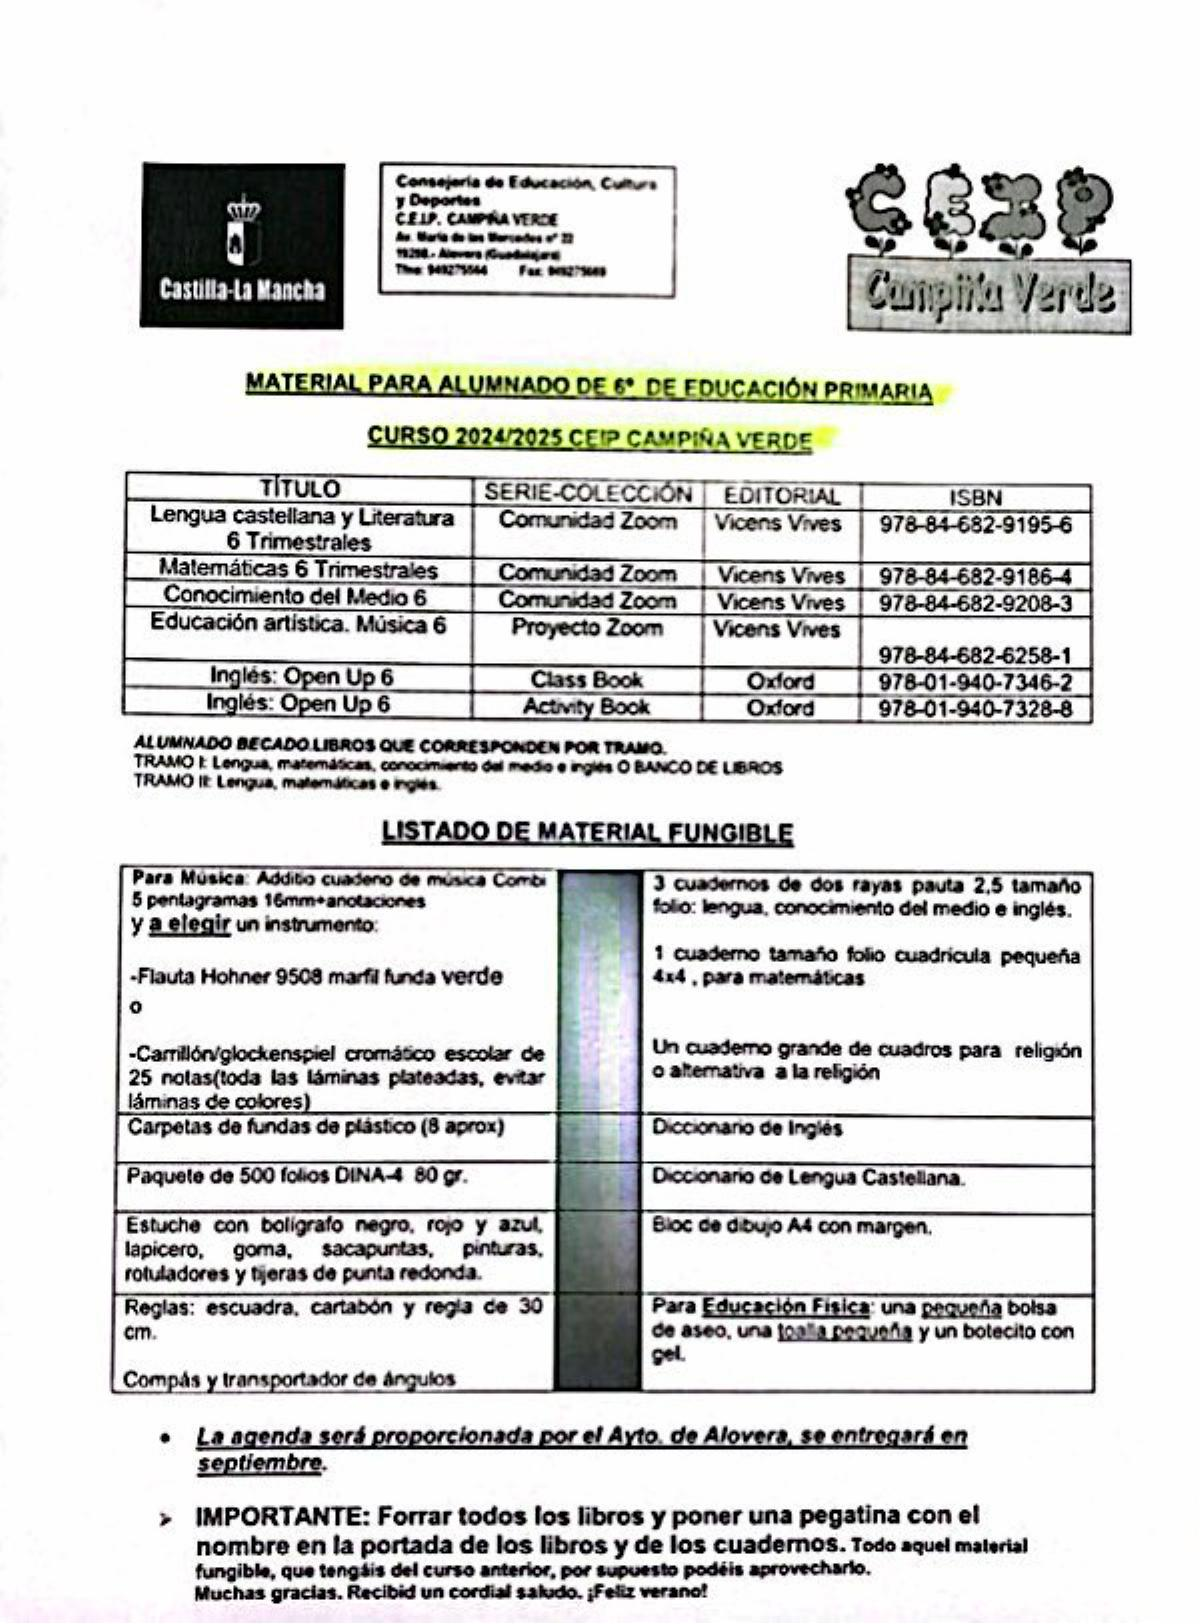 Castilla-La Mancha
Consejería de Educación, Cultura
y Deportes
C.E.I.P. CAMPIÑA VERDE
Av. María de las Mercedes nº 22
19208.- Alovera (Guadalajara)
Tfno: 949275564 Fax: 949275669
CEIP
Campiña Verde
MATERIAL PARA ALUMNADO DE 6º DE EDUCACIÓN PRIMARIA
CURSO 2024/2025 CEIP CAMPIÑA VERDE
TÍTULO SERIE-COLECCIÓN EDITORIAL ISBN
Lengua castellana y Literatura Comunidad Zoom Vicens Vives 978-84-682-9195-6
6 Trimestrales
Matemáticas 6 Trimestrales Comunidad Zoom Vicens Vives 978-84-682-9186-4
Conocimiento del Medio 6 Comunidad Zoom Vicens Vives 978-84-682-9208-3
Educación artística. Música 6 Proyecto Zoom Vicens Vives
978-84-682-6258-1
Inglés: Open Up 6 Class Book Oxford 978-01-940-7346-2
Inglés: Open Up 6 Activity Book Oxford 978-01-940-7328-8
ALUMNADO BECADO.LIBROS QUE CORRESPONDEN POR TRAMO.
TRAMO I: Lengua, matemáticas, conocimiento del medio e inglés O BANCO DE LIBROS
TRAMO II: Lengua, matemáticas e inglés.
LISTADO DE MATERIAL FUNGIBLE
Para Música: Additio cuaderno de música Combi
5 pentagramas 16mm+anotaciones
y a elegir un instrumento:
-Flauta Hohner 9508 marfil funda verde
o
-Carrillón/glockenspiel cromático escolar de
25 notas(toda las láminas plateadas, evitar
láminas de colores)
3 cuadernos de dos rayas pauta 2,5 tamaño
folio: lengua, conocimiento del medio e inglés.
1 cuaderno tamaño folio cuadrícula pequeña
4x4 , para matemáticas
Un cuaderno grande de cuadros para religión
o alternativa a la religión
Carpetas de fundas de plástico (8 aprox)
Diccionario de Inglés
Paquete de 500 folios DINA-4 80 gr.
Diccionario de Lengua Castellana.
Estuche con bolígrafo negro, rojo y azul,
lapicero, goma, sacapuntas, pinturas,
rotuladores y tijeras de punta redonda.
Bloc de dibujo A4 con margen.
Reglas: escuadra, cartabón y regla de 30
cm.
Compás y transportador de ángulos
Para Educación Física: una pequeña bolsa
de aseo, una toalla pequeña y un botecito con
gel.
• La agenda será proporcionada por el Ayto. de Alovera, se entregará en
septiembre.
➢ IMPORTANTE: Forrar todos los libros y poner una pegatina con el
nombre en la portada de los libros y de los cuadernos. Todo aquel material
fungible, que tengáis del curso anterior, por supuesto podéis aprovecharlo.
Muchas gracias. Recibid un cordial saludo. ¡Feliz verano!